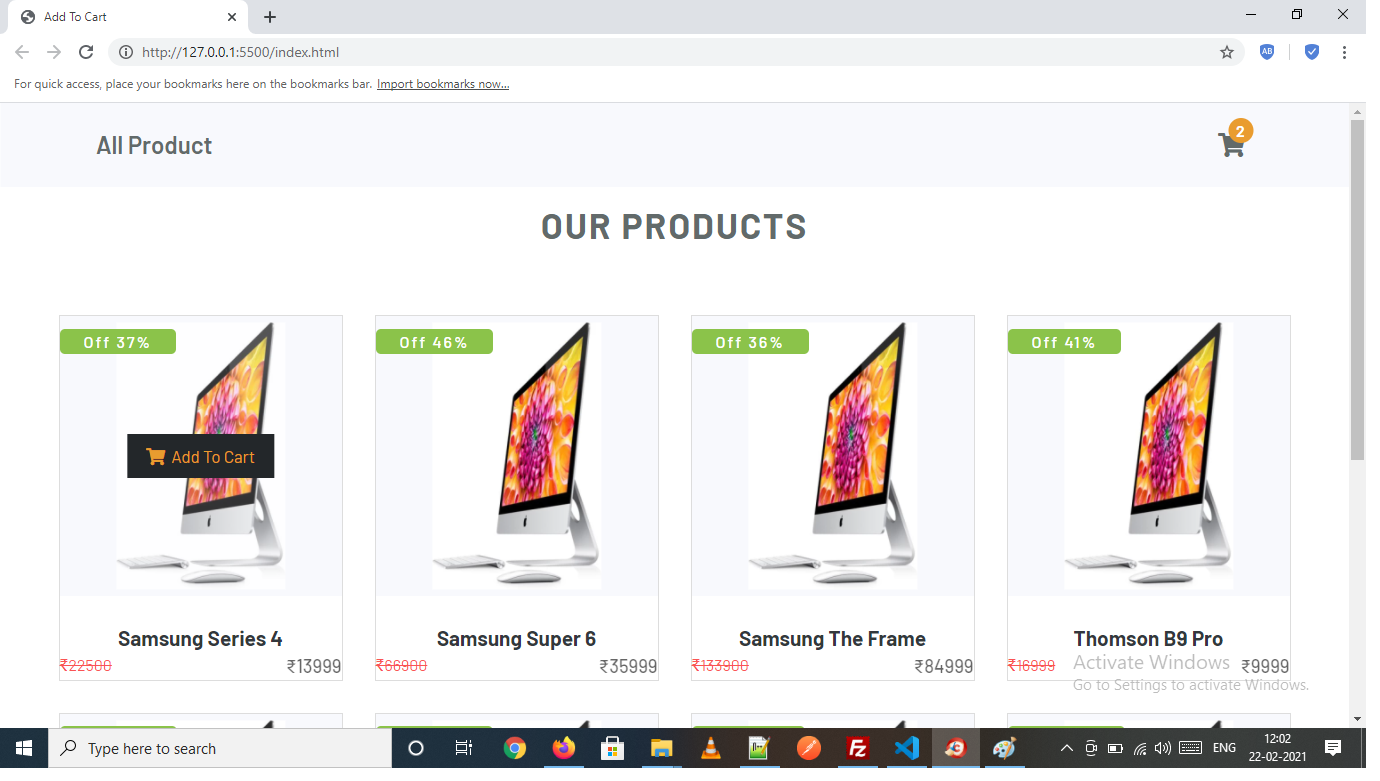 Add To Cart
http://127.0.0.1:5500/index.html
AB
For quick access, place your bookmarks here on the bookmarks bar. Import bookmarks now...
All Product
2
OUR PRODUCTS
Off 37%
Off 46%
Off 36%
Off 41%
Add To Cart
Samsung Series 4
₹22500 ₹13999
Samsung Super 6
₹66900 ₹35999
Samsung The Frame
₹133900 ₹84999
Thomson B9 Pro
₹16999 ₹9999
Activate Windows
Go to Settings to activate Windows.
Type here to search
Fz
ENG
12:02
22-02-2021